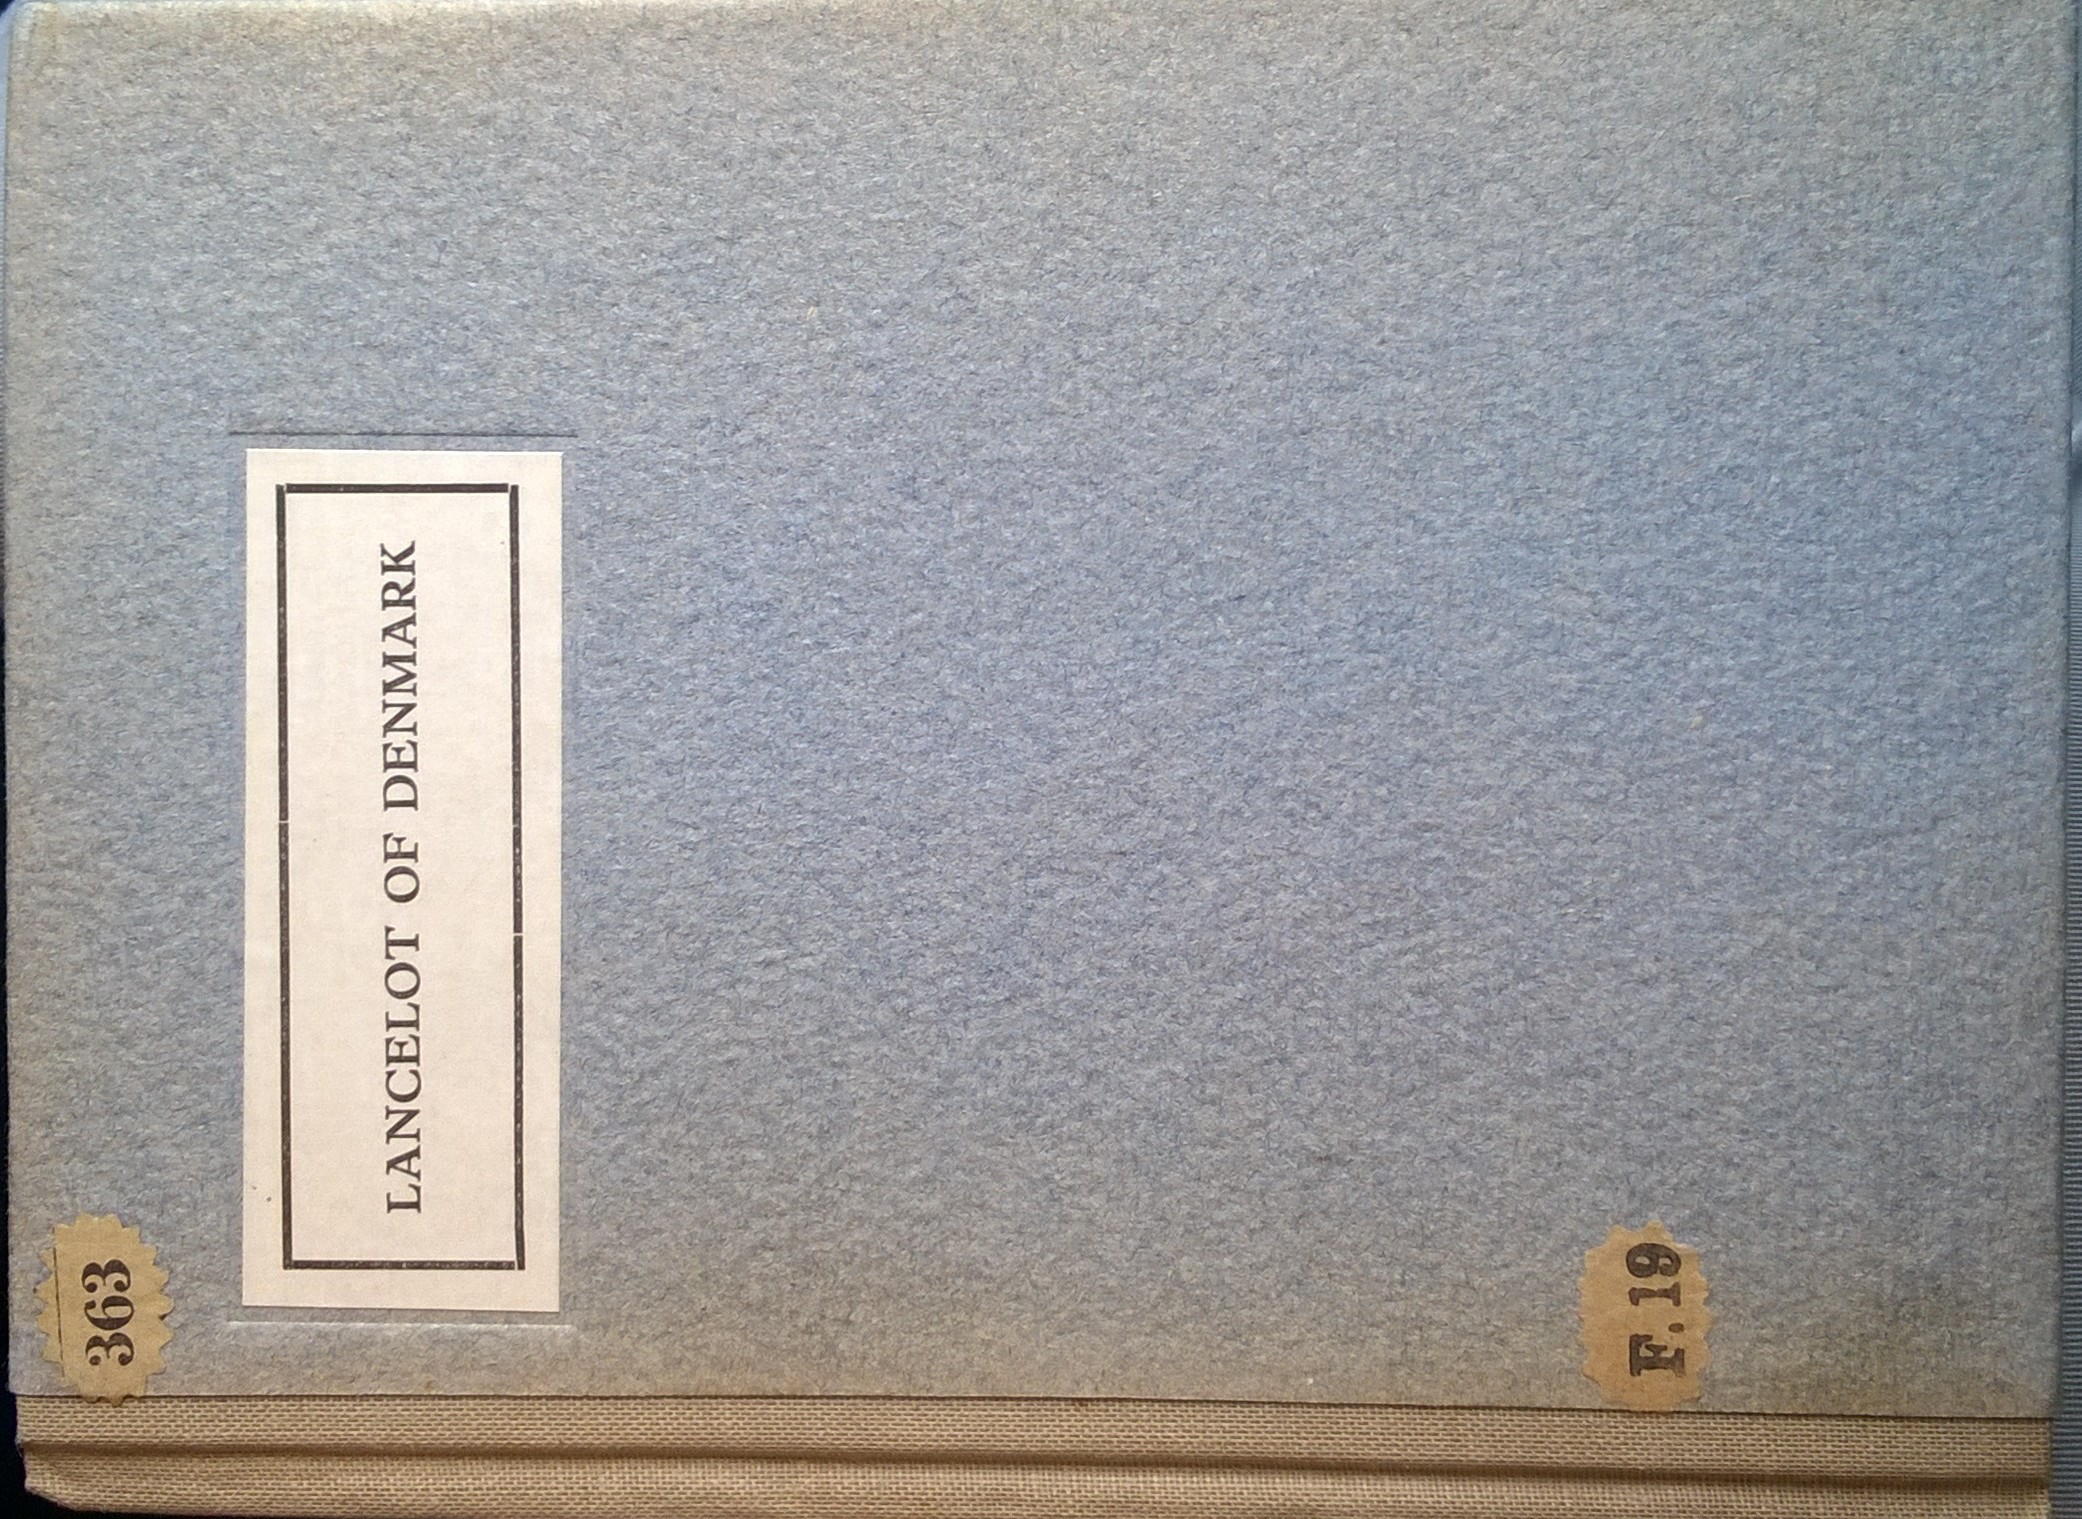 363
LANCELOT OF DENMARK
F.19